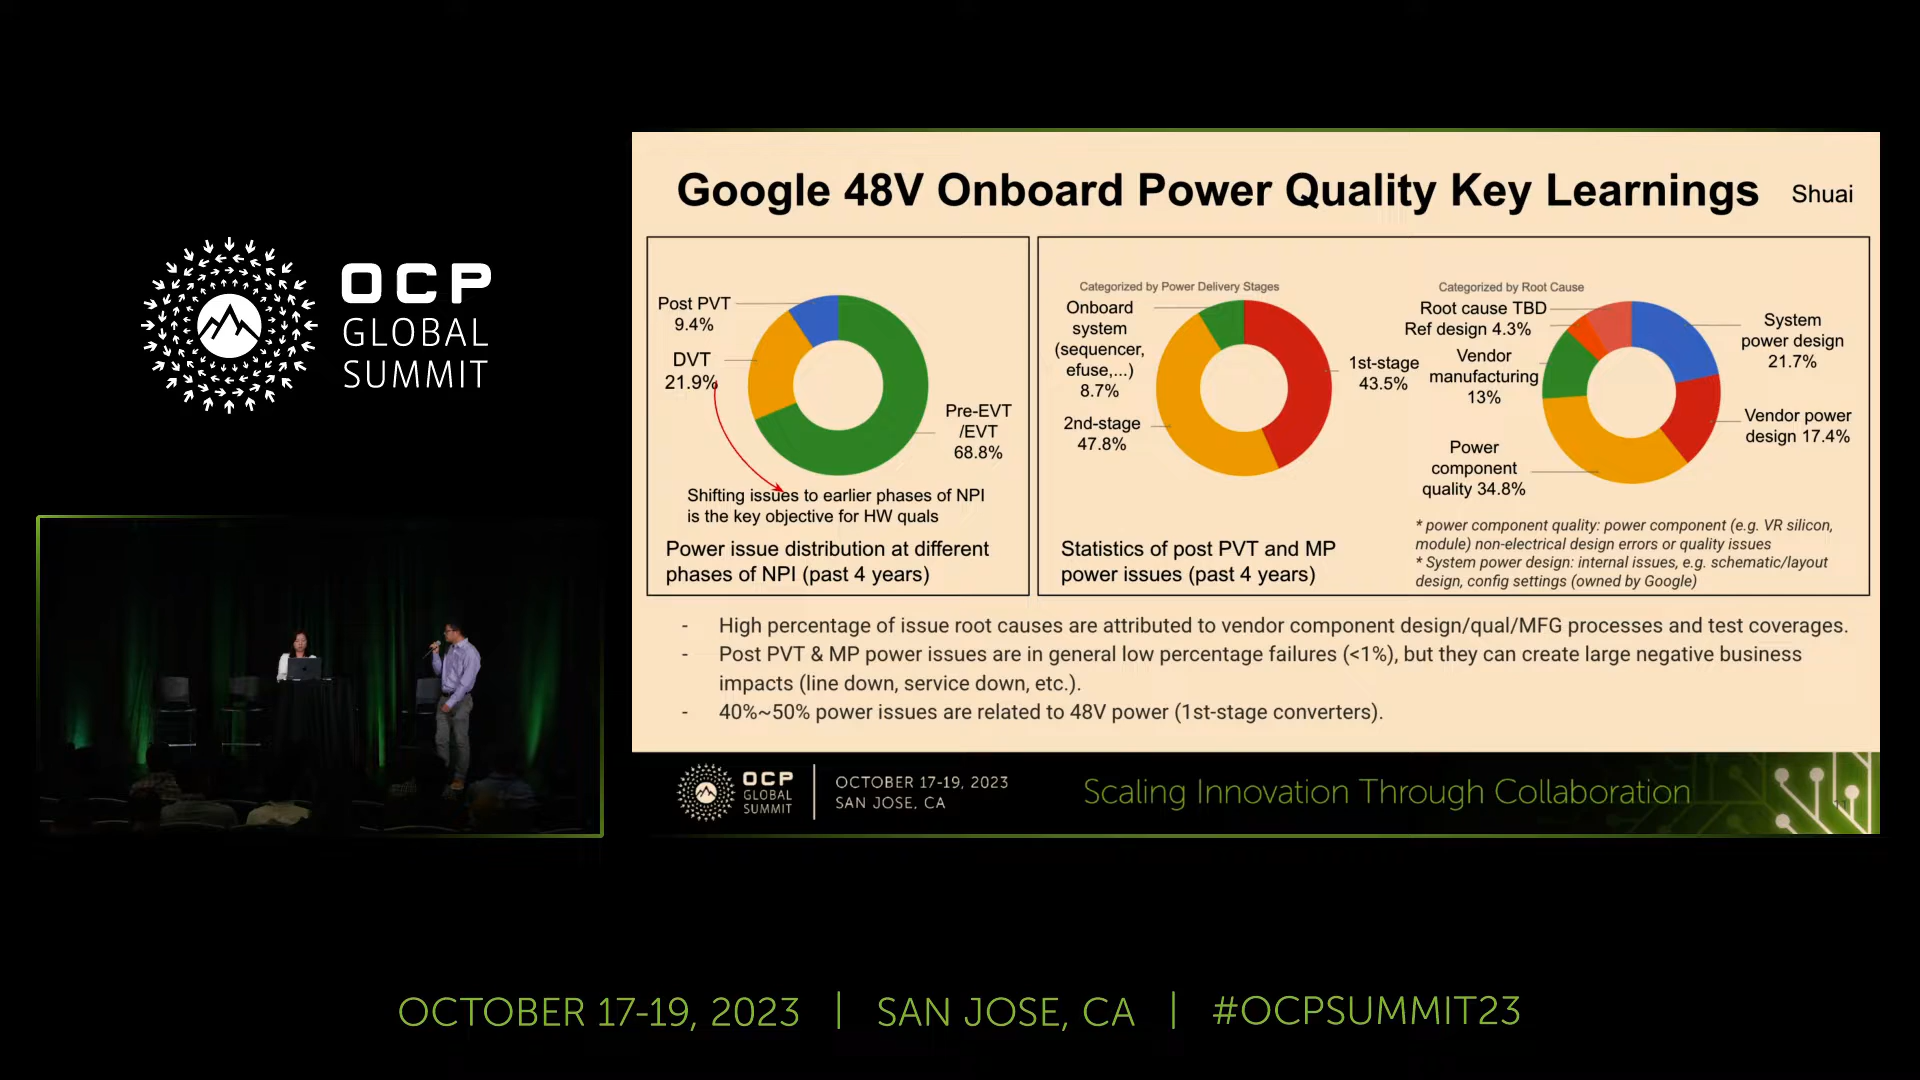 OCP
GLOBAL
SUMMIT
Google 48V Onboard Power Quality Key Learnings
Shuai
Post PVT
9.4%
DVT
21.9%
Pre-EVT
/EVT
68.8%
Shifting issues to earlier phases of NPI
is the key objective for HW quals
Power issue distribution at different
phases of NPI (past 4 years)
Categorized by Power Delivery Stages
Onboard
system
(sequencer,
efuse,...)
8.7%
2nd-stage
47.8%
1st-stage
43.5%
Statistics of post PVT and MP
power issues (past 4 years)
Categorized by Root Cause
Root cause TBD
Ref design 4.3%
Vendor
manufacturing
13%
Power
component
quality 34.8%
System
power design
21.7%
Vendor power
design 17.4%
* power component quality: power component (e.g. VR silicon,
module) non-electrical design errors or quality issues
* System power design: internal issues, e.g. schematic/layout
design, config settings (owned by Google)
- High percentage of issue root causes are attributed to vendor component design/qual/MFG processes and test coverages.
- Post PVT & MP power issues are in general low percentage failures (<1%), but they can create large negative business
impacts (line down, service down, etc.).
- 40%~50% power issues are related to 48V power (1st-stage converters).
OCP
GLOBAL
SUMMIT
OCTOBER 17-19, 2023
SAN JOSE, CA
Scaling Innovation Through Collaboration
OCTOBER 17-19, 2023 | SAN JOSE, CA | #OCPSUMMIT23